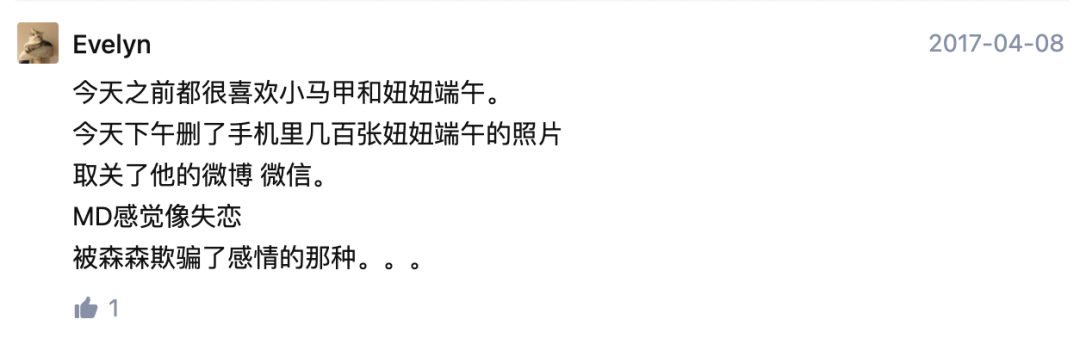 Evelyn 2017-04-08
今天之前都很喜欢小马甲和妞妞端午。
今天下午删了手机里几百张妞妞端午的照片
取关了他的微博 微信。
MD感觉像失恋
被森森欺骗了感情的那种。。。
1